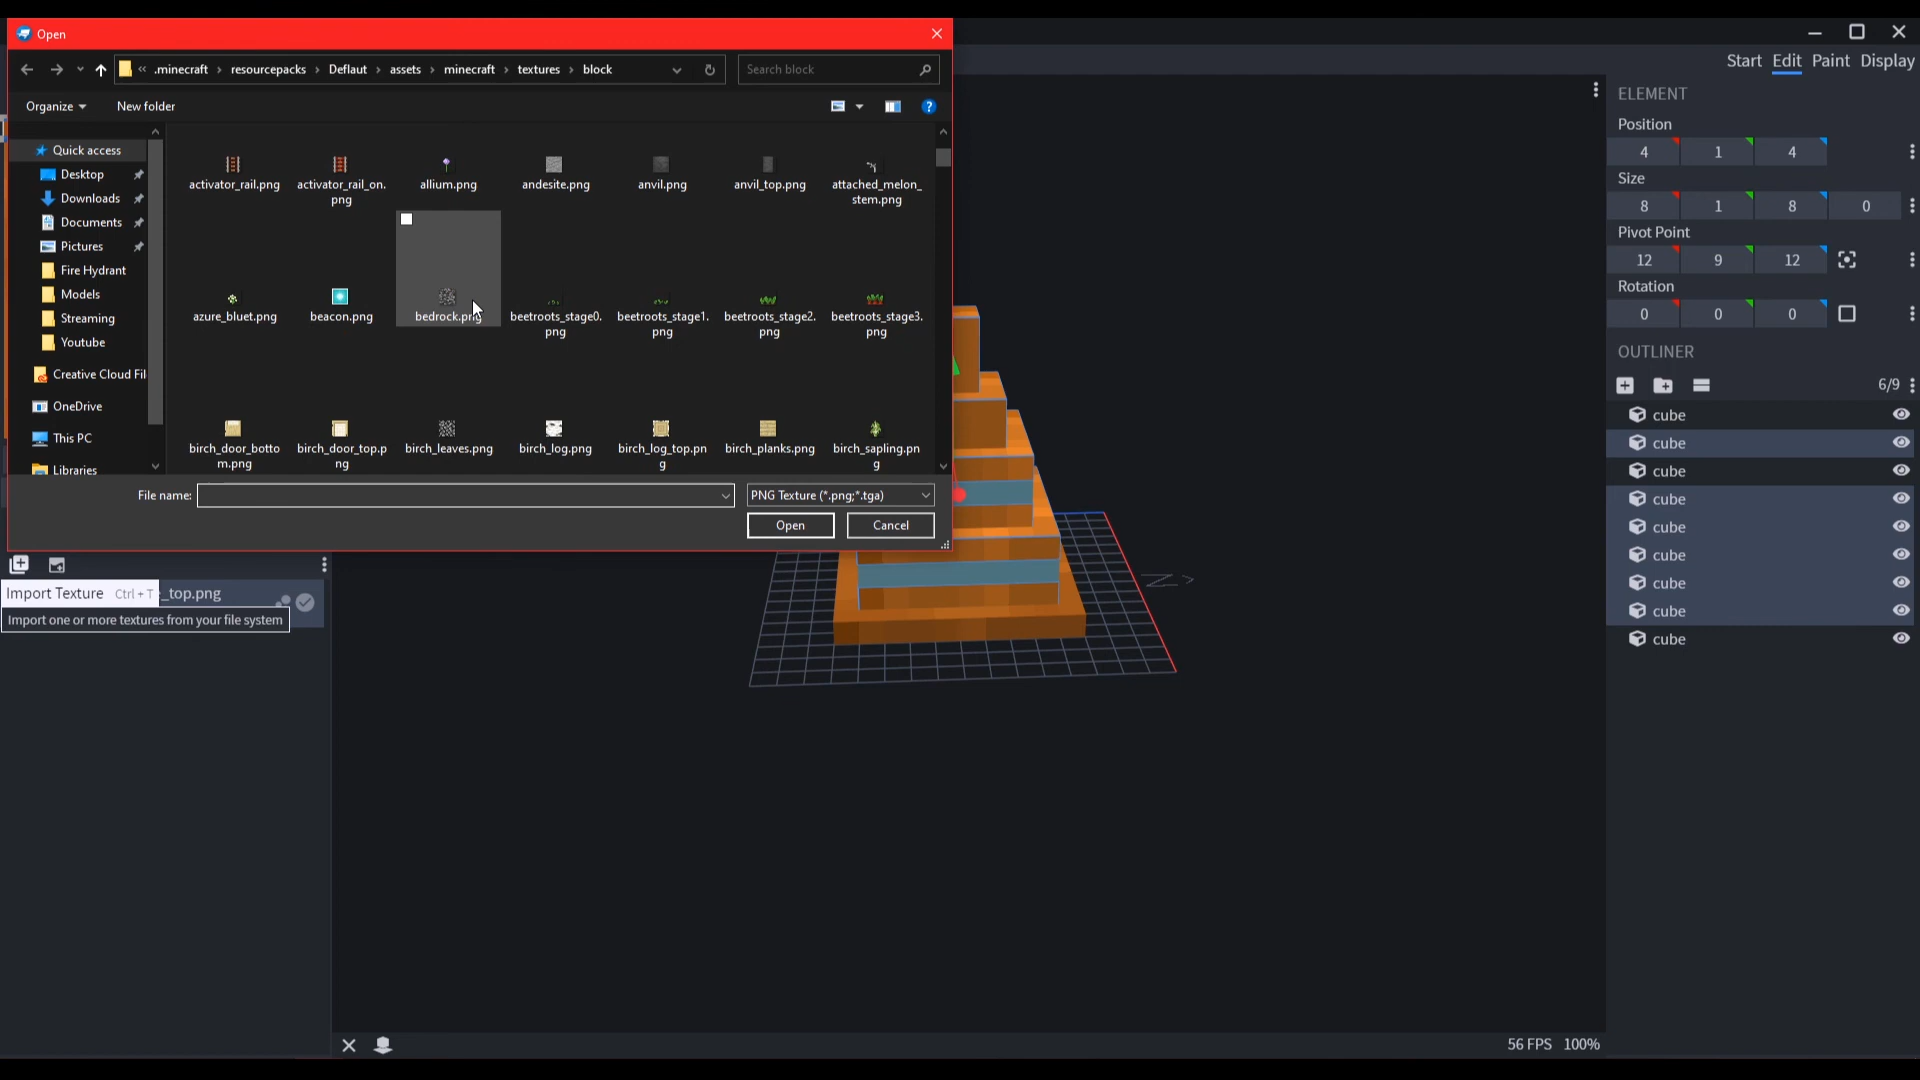 Open
« .minecraft › resourcepacks › Deflaut › assets › minecraft › textures › block
Search block
Organize
New folder
Start Edit Paint Display
Quick access
Desktop
Downloads
Documents
Pictures
Fire Hydrant
Models
Streaming
Youtube
Creative Cloud Fil
OneDrive
This PC
Libraries
activator_rail.png
activator_rail_on.
png
allium.png
andesite.png
anvil.png
anvil_top.png
attached_melon_
stem.png
azure_bluet.png
beacon.png
bedrock.png
beetroots_stage0.
png
beetroots_stage1.
png
beetroots_stage2.
png
beetroots_stage3.
png
birch_door_botto
m.png
birch_door_top.p
ng
birch_leaves.png
birch_log.png
birch_log_top.pn
g
birch_planks.png
birch_sapling.pn
g
File name:
PNG Texture (*.png;*.tga)
Open
Cancel
Import Texture Ctrl + T
_top.png
Import one or more textures from your file system
ELEMENT
Position
4 1 4
Size
8 1 8 0
Pivot Point
12 9 12
Rotation
0 0 0
OUTLINER
6/9
cube
cube
cube
cube
cube
cube
cube
cube
cube
56 FPS 100%